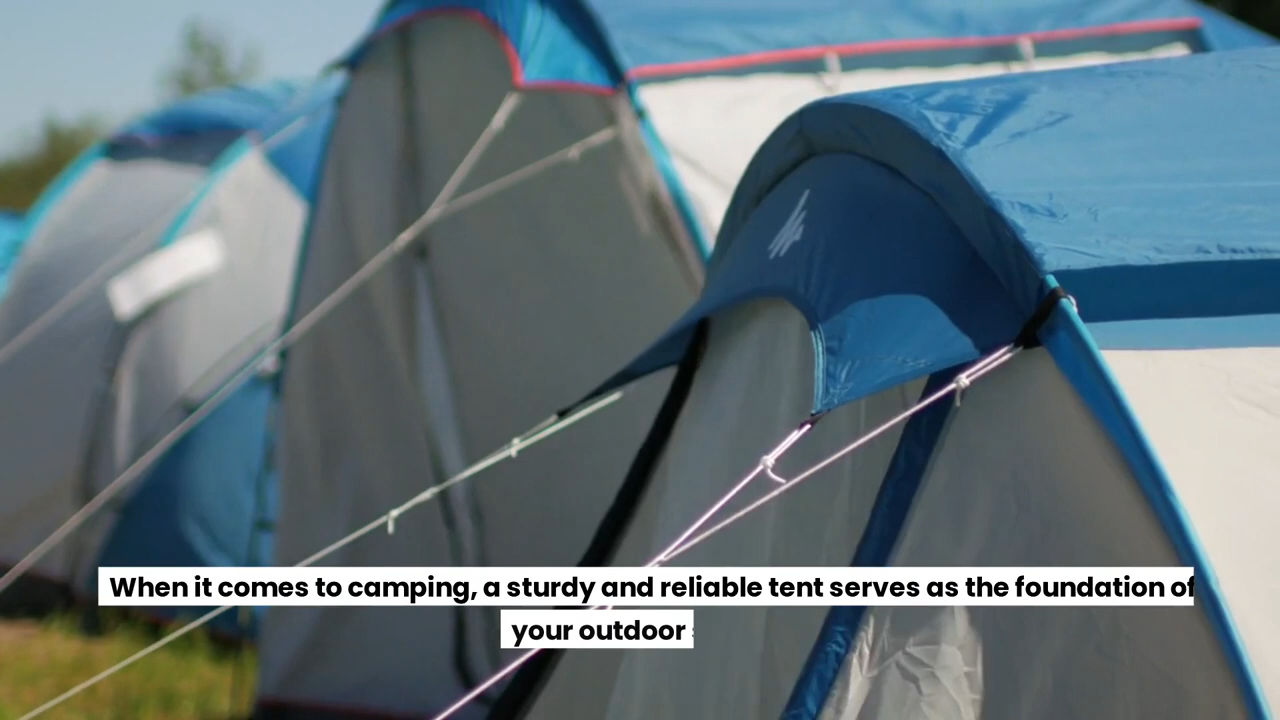 When it comes to camping, a sturdy and reliable tent serves as the foundation of
your outdoor